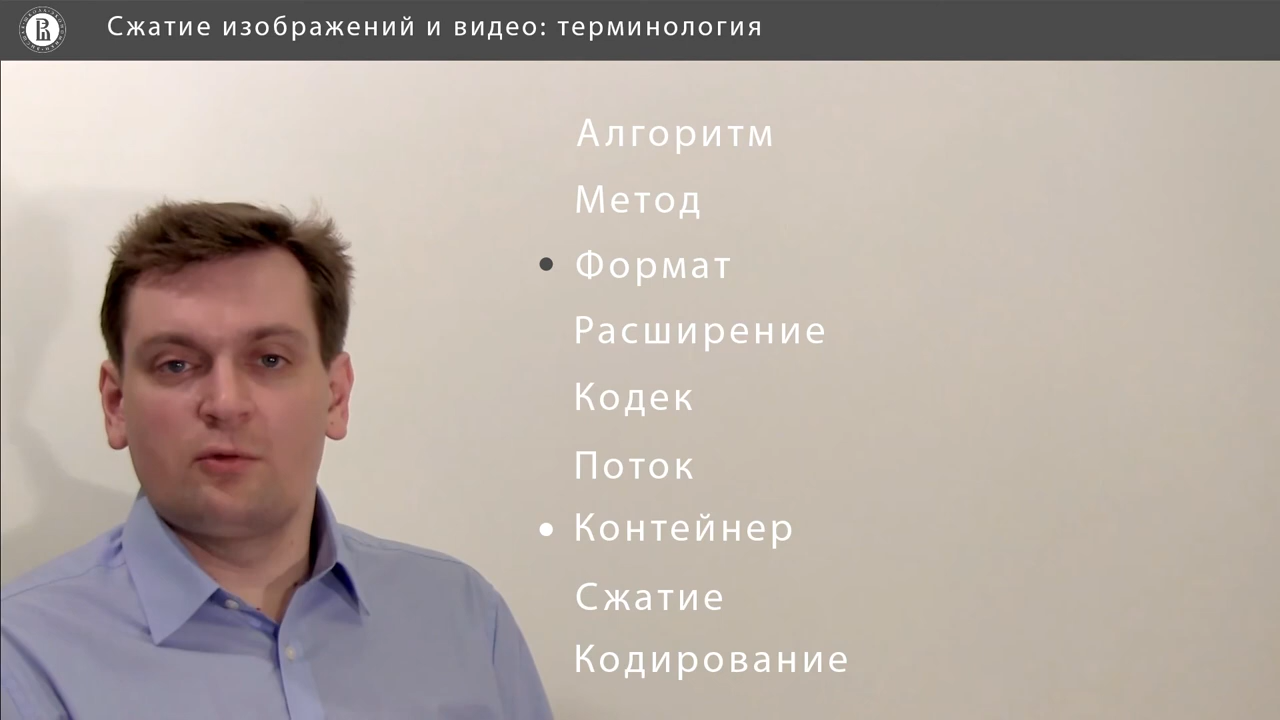 Сжатие изображений и видео: терминология
Алгоритм
Метод
• Формат
Расширение
Кодек
Поток
• Контейнер
Сжатие
Кодирование